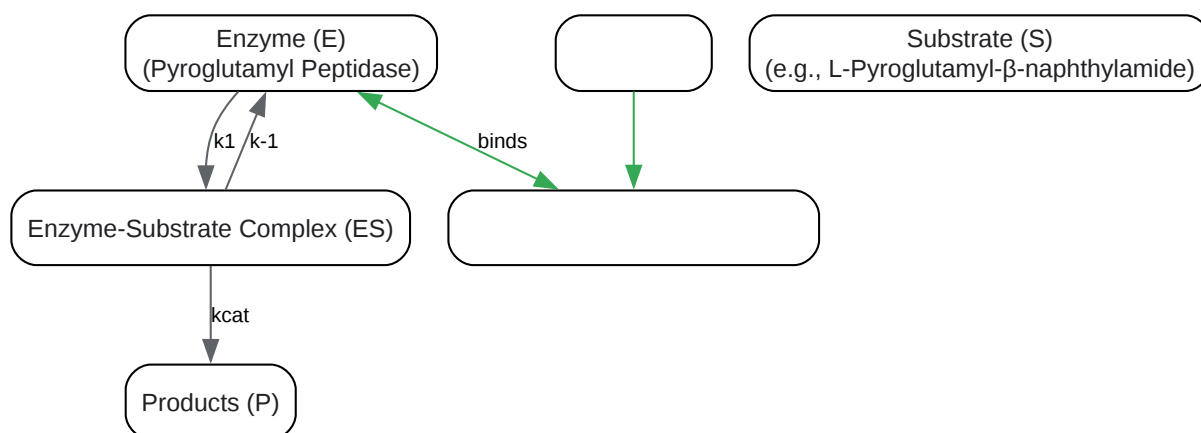 Enzyme (E)
(Pyroglutamyl Peptidase)
Substrate (S)
(e.g., L-Pyroglutamyl-β-naphthylamide)
k1
k-1
binds
Enzyme-Substrate Complex (ES)
kcat
Products (P)